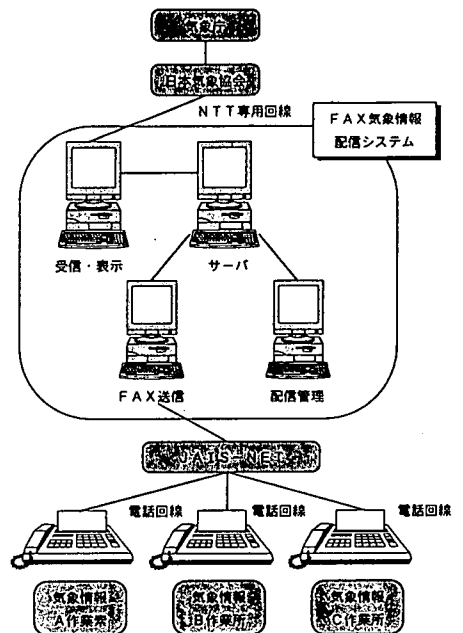 気象庁
日本気象協会
NTT専用回線
FAX気象情報
配信システム
受信・表示
サーバ
FAX送信
配信管理
電話回線
電話回線
電話回線
気象情報
A作業所
気象情報
B作業所
気象情報